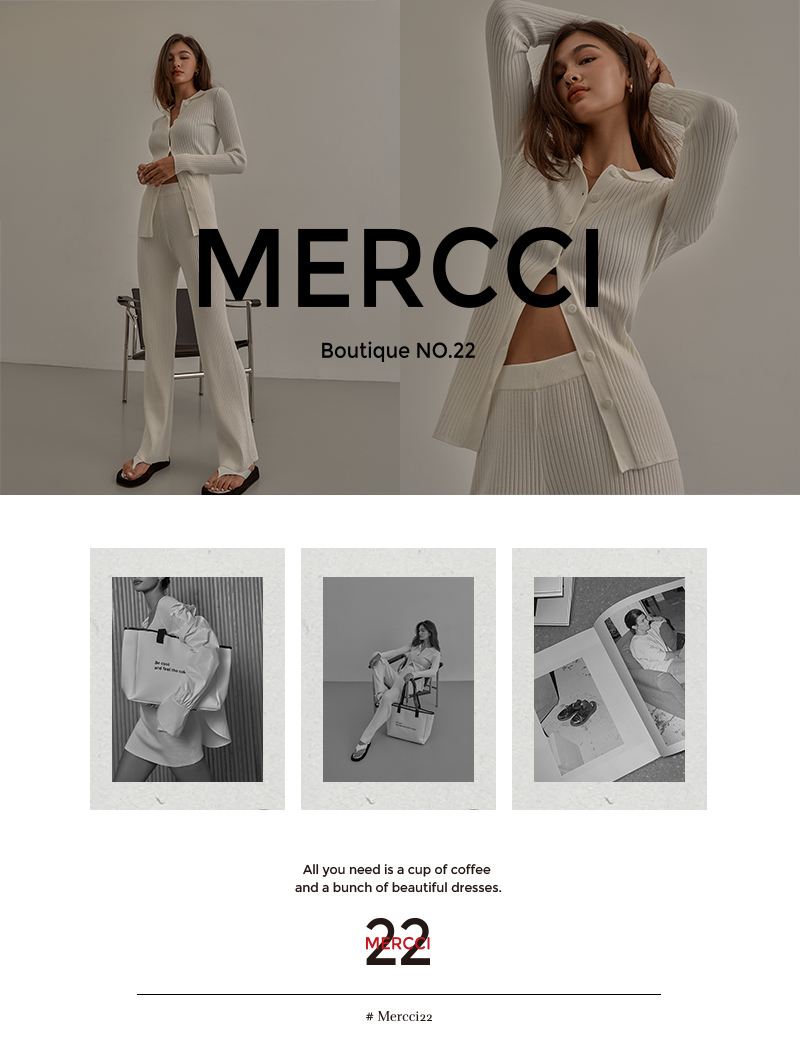 MERCCI
Boutique NO.22
Be cool
and feel the
All you need is a cup of coffee
and a bunch of beautiful dresses.
22
MERCCI
# Mercci22